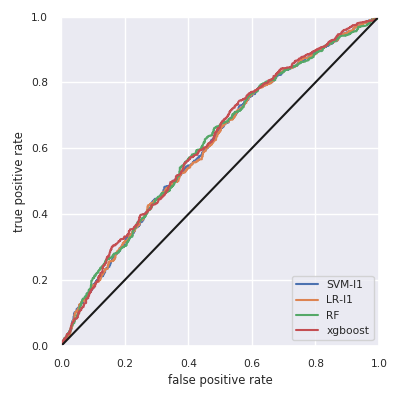 1.0
0.8
0.6
0.4
0.2
0.0
true positive rate
0.0 0.2 0.4 0.6 0.8 1.0
false positive rate
SVM-l1
LR-l1
RF
xgboost